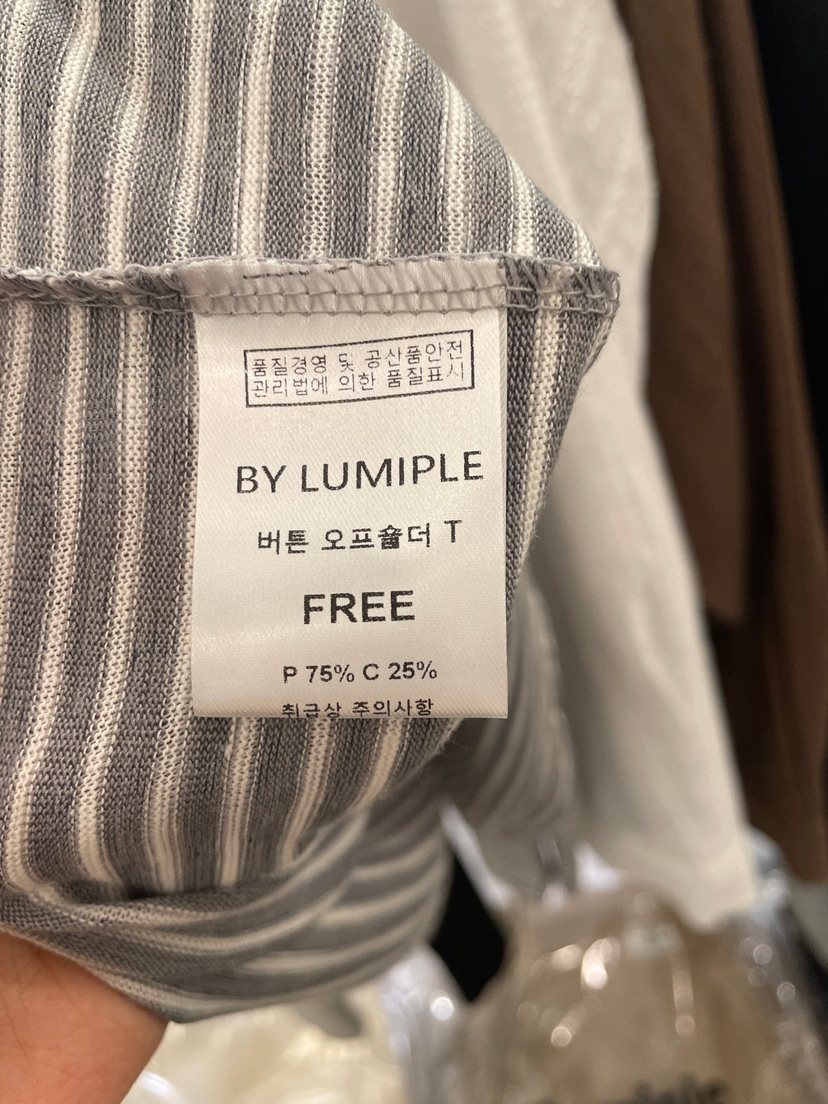 품질경영 및 공산품안전
관리법에 의한 품질표시
BY LUMIPLE
버튼 오프숄더 T
FREE
P 75% C 25%
취급상 주의사항